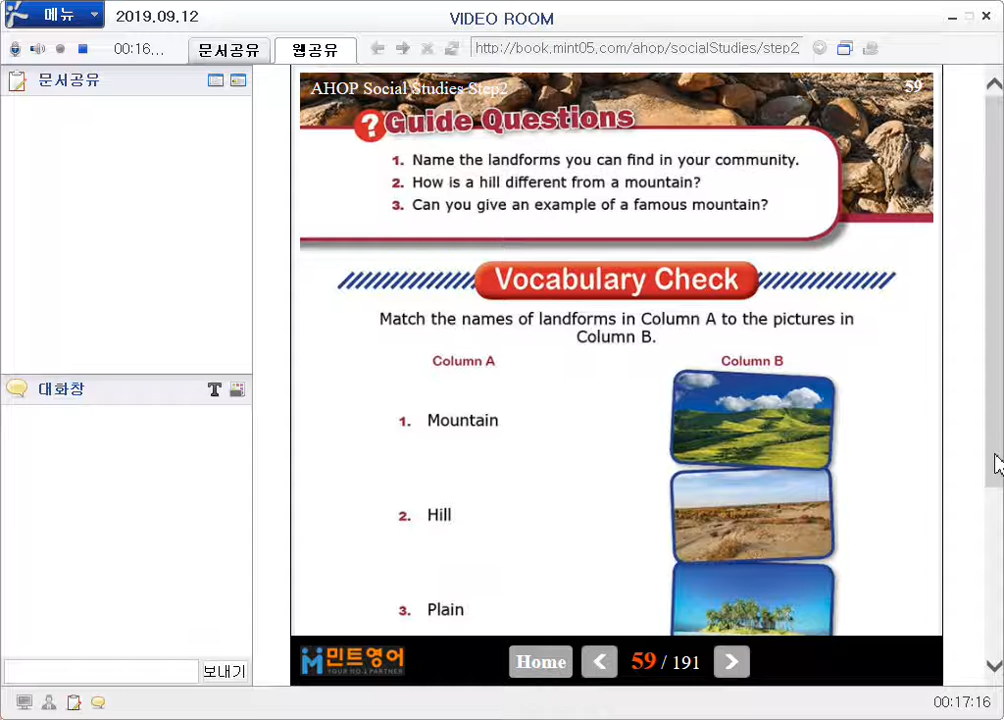 메뉴
2019.09.12
VIDEO ROOM
00:16...
문서공유
웹공유
http://book.mint05.com/ahop/socialStudies/step2
문서공유
대화창
T
보내기
AHOP Social Studies Step2
59
? Guide Questions
1. Name the landforms you can find in your community.
2. How is a hill different from a mountain?
3. Can you give an example of a famous mountain?
Vocabulary Check
Match the names of landforms in Column A to the pictures in
Column B.
Column A
Column B
1. Mountain
2. Hill
3. Plain
민트영어
YOUR NO.1 PARTNER
Home
59 / 191
00:17:16